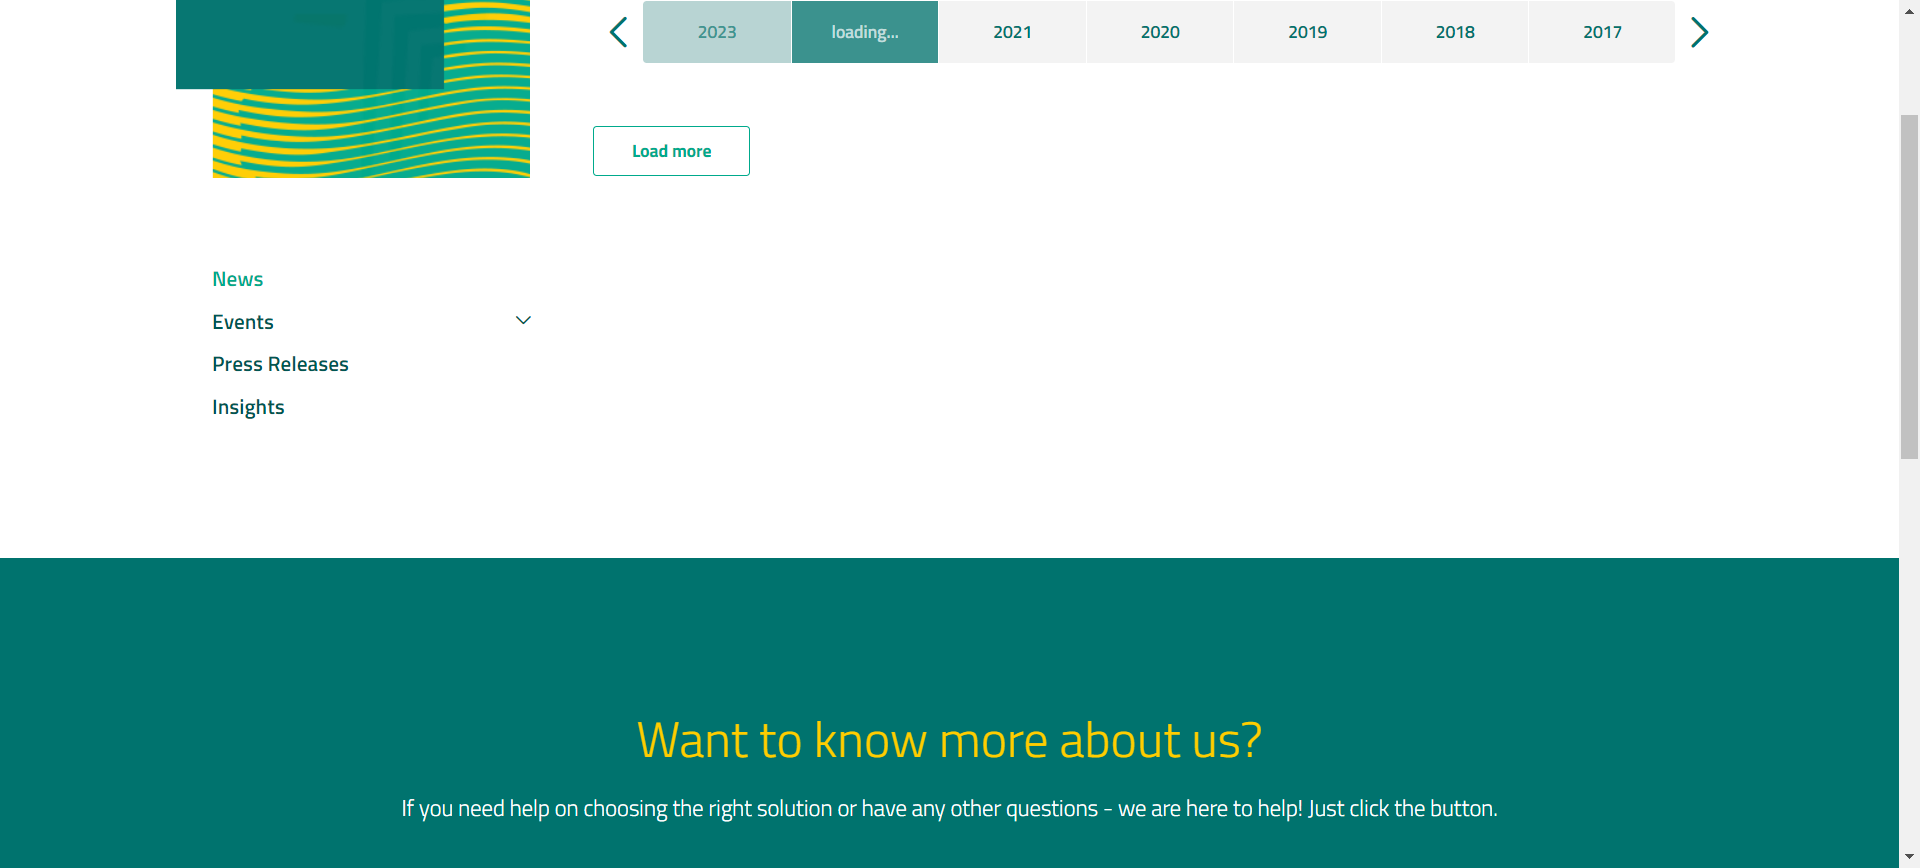 2023 loading... 2021 2020 2019 2018 2017
Load more
News
Events
Press Releases
Insights
Want to know more about us?
If you need help on choosing the right solution or have any other questions - we are here to help! Just click the button.